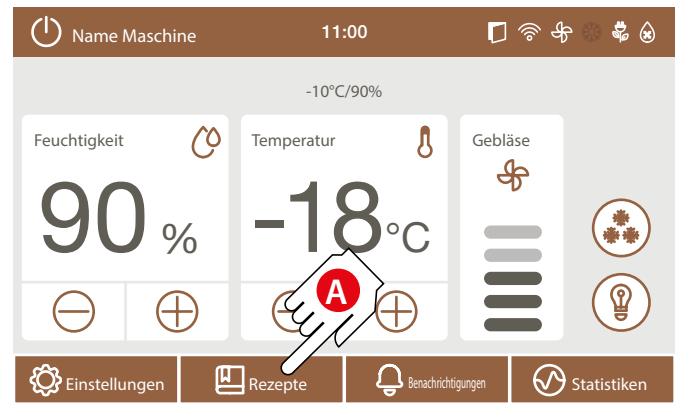 Name Maschine 11:00
-10°C/90%
Feuchtigkeit Temperatur Gebläse
90 % -18°C
A
Einstellungen Rezepte Benachrichtigungen Statistiken